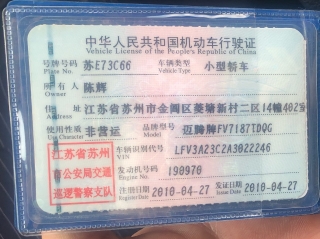 中华人民共和国机动车行驶证
Vehicle License of the People's Republic of China
号牌号码 苏E73C66 车辆类型 小型轿车
Plate No. Vehicle Type
所有人 陈辉
Owner
住址 江苏省苏州市金阊区菱塘新村二区14幢402室
Address
使用性质 非营运 品牌型号 迈腾牌FV7187TDQG
Use Character Model
江苏省苏州 车辆识别代号 LFV3A23C2A3022246
VIN
市公安局交通 发动机号码 190970
Engine No.
巡逻警察支队 注册日期 2010-04-27 发证日期 2010-04-27
Register Date Issue Date